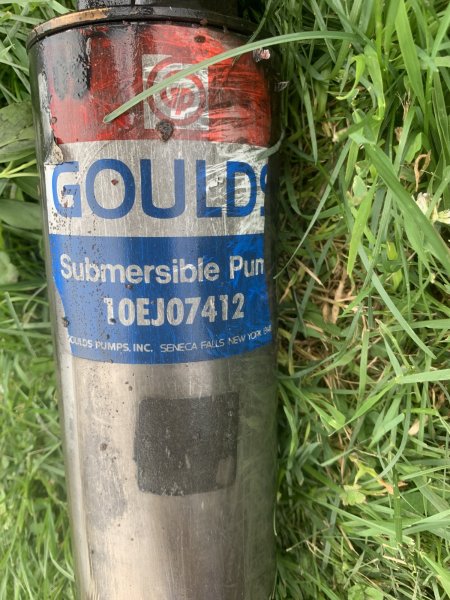 GOULDS
Submersible Pum
10EJ07412
GOULDS PUMPS, INC. SENECA FALLS, NEW YORK